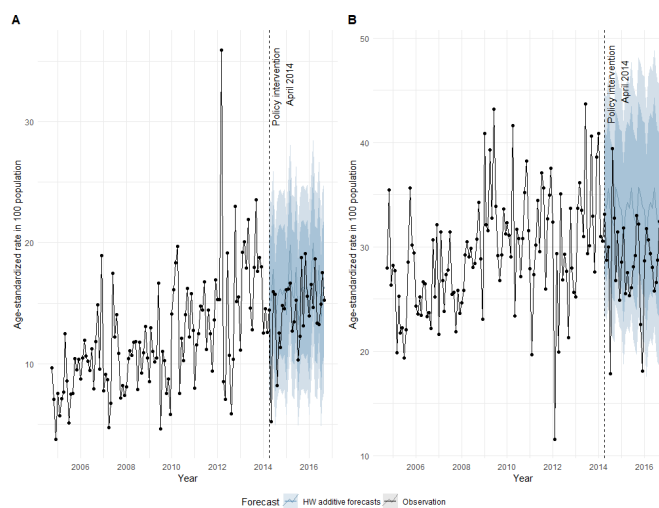 A
B
Age-standarized rate in 100 population
30
20
10
Policy intervention
April 2014
2006
2008
2010
2012
2014
2016
Year
Age-standarized rate in 100 population
50
40
30
20
10
Policy intervention
April 2014
2006
2008
2010
2012
2014
2016
Year
Forecast HW additive forecasts Observation